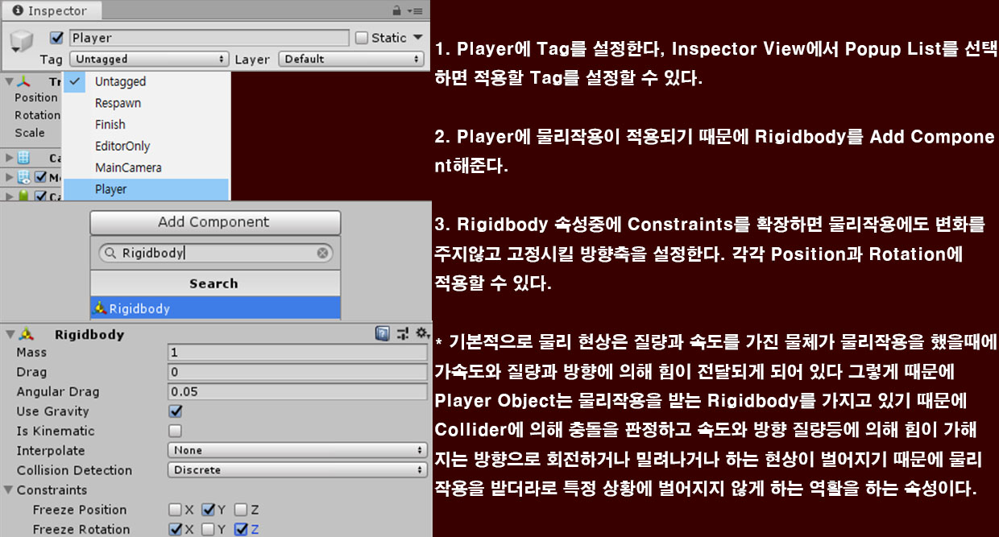 Inspector
Player
Static
Tag Untagged Layer Default
Untagged
Respawn
Finish
EditorOnly
MainCamera
Player
Tr
Position
Rotation
Scale
Ca
Me
Ca
Add Component
Rigidbody
Search
Rigidbody
Rigidbody
Mass 1
Drag 0
Angular Drag 0.05
Use Gravity
Is Kinematic
Interpolate None
Collision Detection Discrete
Constraints
Freeze Position X Y Z
Freeze Rotation X Y Z
1. Player에 Tag를 설정한다, Inspector View에서 Popup List를 선택
하면 적용할 Tag를 설정할 수 있다.
2. Player에 물리작용이 적용되기 때문에 Rigidbody를 Add Compone
nt해준다.
3. Rigidbody 속성중에 Constraints를 확장하면 물리작용에도 변화를
주지않고 고정시킬 방향축을 설정한다. 각각 Position과 Rotation에
적용할 수 있다.
* 기본적으로 물리 현상은 질량과 속도를 가진 물체가 물리작용을 했을때에
가속도와 질량과 방향에 의해 힘이 전달되게 되어 있다 그렇게 때문에
Player Object는 물리작용을 받는 Rigidbody를 가지고 있기 때문에
Collider에 의해 충돌을 판정하고 속도와 방향 질량등에 의해 힘이 가해
지는 방향으로 회전하거나 밀려나거나 하는 현상이 벌어지기 때문에 물리
작용을 받더라로 특정 상황에 벌어지지 않게 하는 역활을 하는 속성이다.